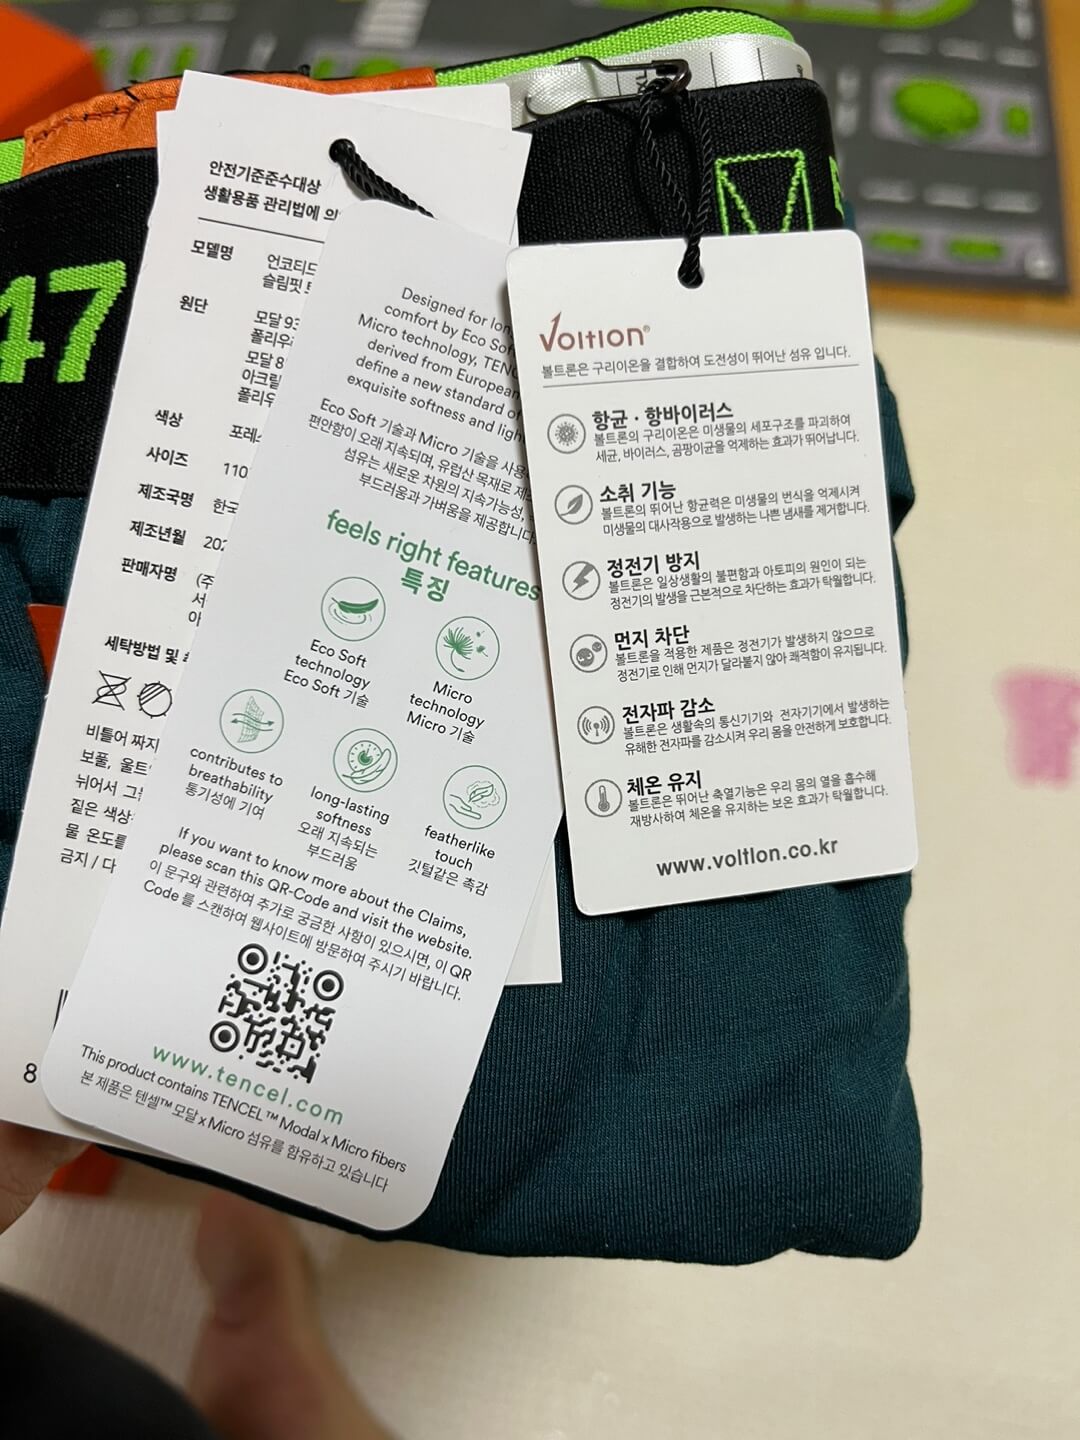 47
안전기준준수대상
생활용품 관리법에
모델명
슬림핏
원단
모달
모달
색상
사이즈 110
제조국명 한국
제조년월
판매자명
세탁방법 및
비틀어 짜지
보풀,
뉘어서
짙은 색상
물 온도를
금지 / 다
8
Designed for
comfort by Eco
Micro technology,
derived from European
define a new standard of
exquisite softness and
Eco Soft 기술과 Micro 기술을
편안함이 오래 지속되며, 유럽산 목재로
섬유는 새로운 차원의 지속가능성,
부드러움과 가벼움을 제공합니다.
feels right features
특징
Eco Soft
technology
Eco Soft 기술
Micro
technology
Micro 기술
contributes to
breathability
통기성에 기여
long-lasting
softness
오래 지속되는
부드러움
featherlike
touch
깃털같은 촉감
If you want to know more about the Claims,
please scan this QR-Code and visit the website.
이 문구와 관련하여 추가로 궁금한 사항이 있으시면, 이 QR
Code 를 스캔하여 웹사이트에 방문하여 주시기 바랍니다.
www.tencel.com
This product contains TENCEL™ Modal x Micro fibers
본 제품은 텐셀™ 모달 x Micro 섬유를 함유하고 있습니다
Voltlon®
볼트론은 구리이온을 결합하여 도전성이 뛰어난 섬유 입니다.
항균 · 항바이러스
볼트론의 구리이온은 미생물의 세포구조를 파괴하여
세균, 바이러스, 곰팡이균을 억제하는 효과가 뛰어납니다.
소취 기능
볼트론의 뛰어난 항균력은 미생물의 번식을 억제시켜
미생물의 대사작용으로 발생하는 나쁜 냄새를 제거합니다.
정전기 방지
볼트론은 일상생활의 불편함과 아토피의 원인이 되는
정전기의 발생을 근본적으로 차단하는 효과가 탁월합니다.
먼지 차단
볼트론을 적용한 제품은 정전기가 발생하지 않으므로
정전기로 인해 먼지가 달라붙지 않아 쾌적함이 유지됩니다.
전자파 감소
볼트론은 생활속의 통신기기와 전자기기에서 발생하는
유해한 전자파를 감소시켜 우리 몸을 안전하게 보호합니다.
체온 유지
볼트론은 뛰어난 축열기능은 우리 몸의 열을 흡수해
재방사하여 체온을 유지하는 보온 효과가 탁월합니다.
www.voltlon.co.kr